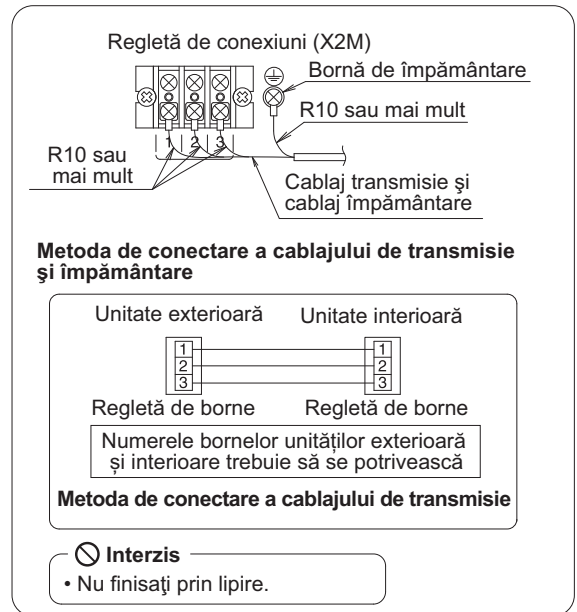 Regletă de conexiuni (X2M)
Bornă de împământare
R10 sau mai mult
1 2 3
R10 sau
mai mult
Cablaj transmisie şi
cablaj împământare
Metoda de conectare a cablajului de transmisie
şi împământare
Unitate exterioară Unitate interioară
1 1
2 2
3 3
Regletă de borne Regletă de borne
Numerele bornelor unităților exterioară
și interioare trebuie să se potrivească
Metoda de conectare a cablajului de transmisie
Interzis
• Nu finisaţi prin lipire.